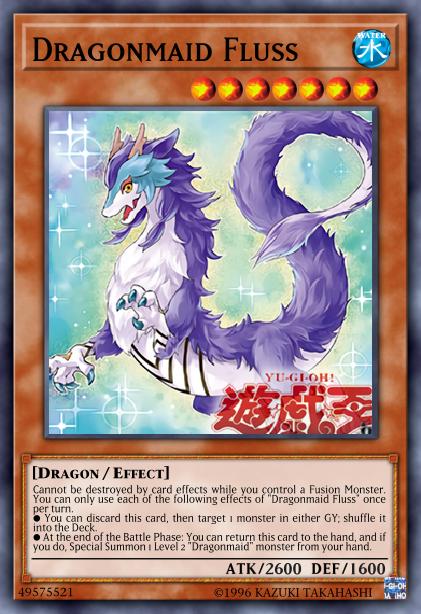 DRAGONMAID FLUSS
WATER
水
YU-GI-OH!
遊戯王
[DRAGON / EFFECT]
Cannot be destroyed by card effects while you control a Fusion Monster.
You can only use each of the following effects of "Dragonmaid Fluss" once
per turn.
● You can discard this card, then target 1 monster in either GY; shuffle it
into the Deck.
● At the end of the Battle Phase: You can return this card to the hand, and if
you do, Special Summon 1 Level 2 "Dragonmaid" monster from your hand.
ATK/2600 DEF/1600
49575521
©1996 KAZUKI TAKAHASHI